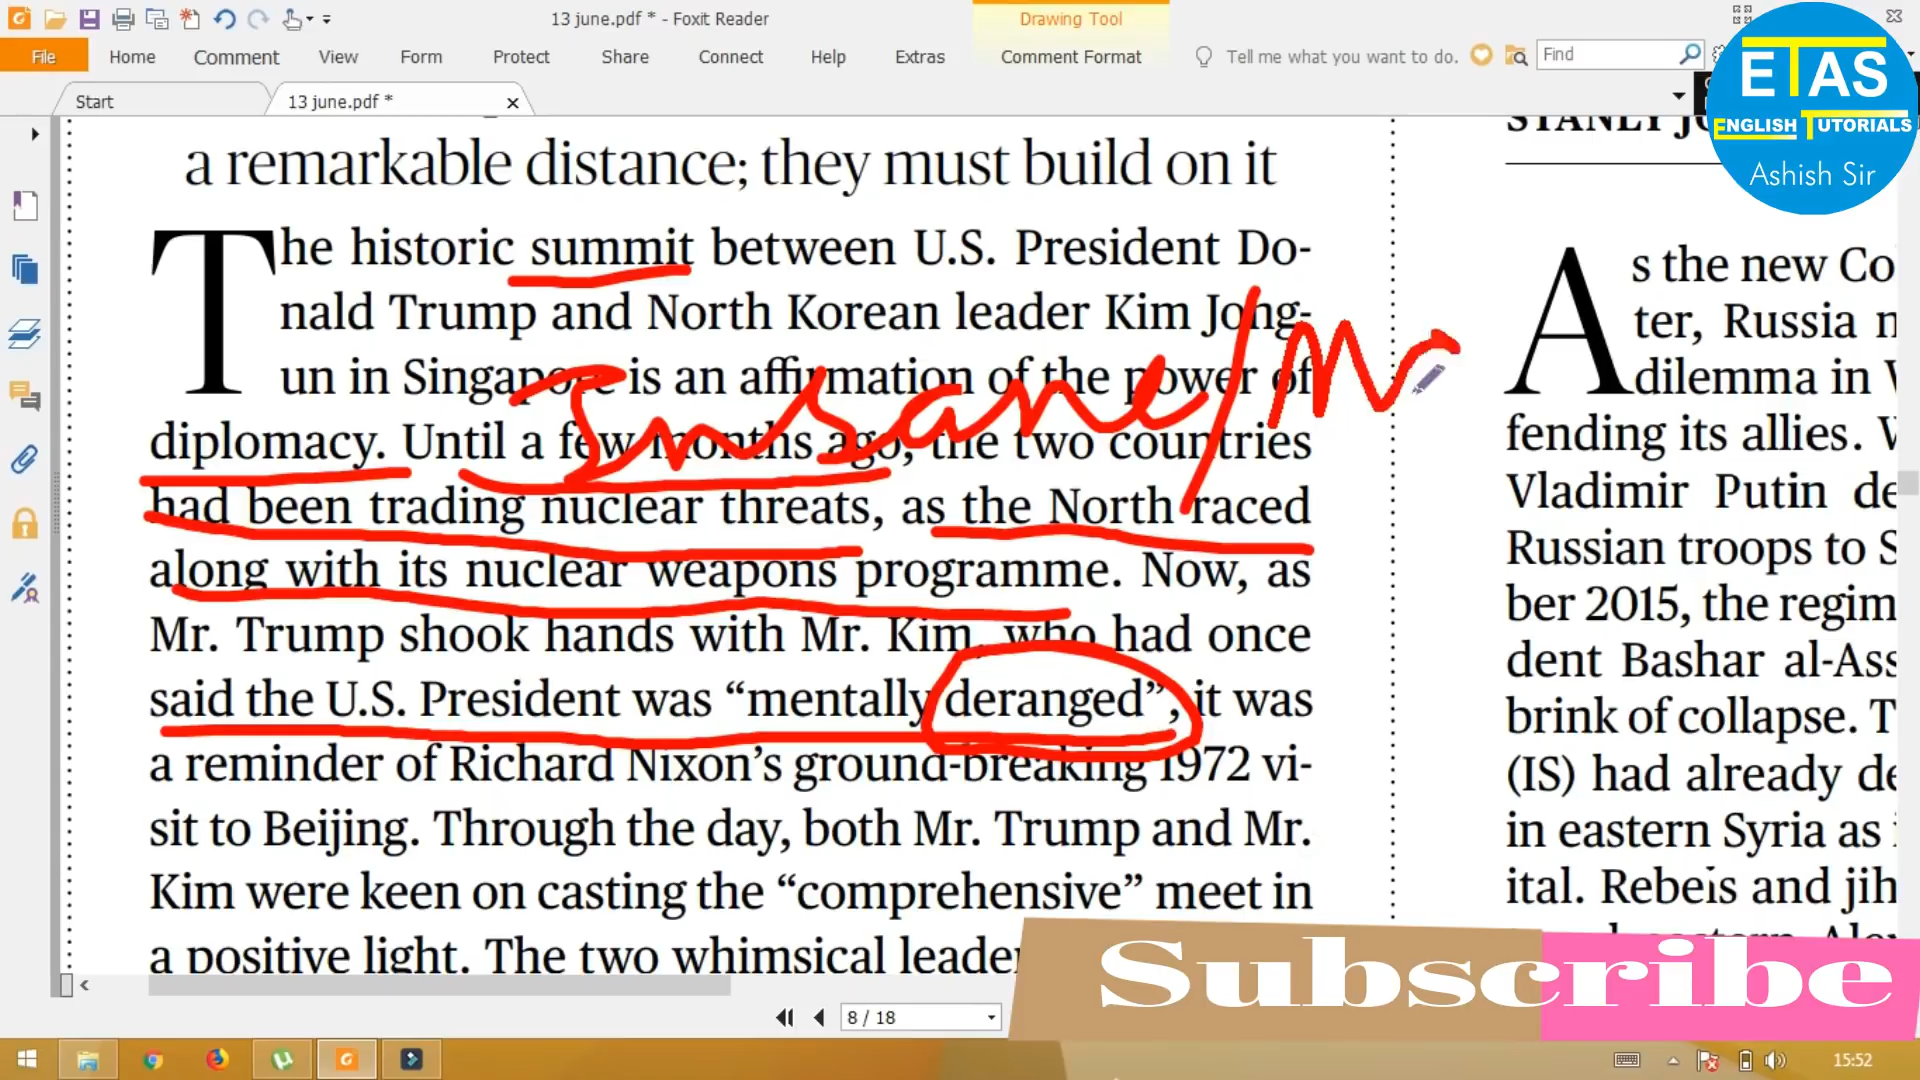 13 june.pdf * - Foxit Reader
Drawing Tool
File
Home
Comment
View
Form
Protect
Share
Connect
Help
Extras
Comment Format
Tell me what you want to do.
Find
Start
13 june.pdf *
ETAS
ENGLISH TUTORIALS
Ashish Sir
a remarkable distance; they must build on it
The historic summit between U.S. President Do-
nald Trump and North Korean leader Kim Jong-
un in Singapore is an affirmation of the power of
diplomacy. Until a few months ago, the two countries
had been trading nuclear threats, as the North raced
along with its nuclear weapons programme. Now, as
Mr. Trump shook hands with Mr. Kim, who had once
said the U.S. President was “mentally deranged”, it was
a reminder of Richard Nixon’s ground-breaking 1972 vi-
sit to Beijing. Through the day, both Mr. Trump and Mr.
Kim were keen on casting the “comprehensive” meet in
a positive light. The two whimsical leade
Insane/
STANLY
As the new Co
ter, Russia
dilemma in
fending its allies.
Vladimir Putin de
Russian troops to S
ber 2015, the regim
dent Bashar al-Ass
brink of collapse. T
(IS) had already de
in eastern Syria as
ital. Rebels and jih
Subscribe
8 / 18
15:52